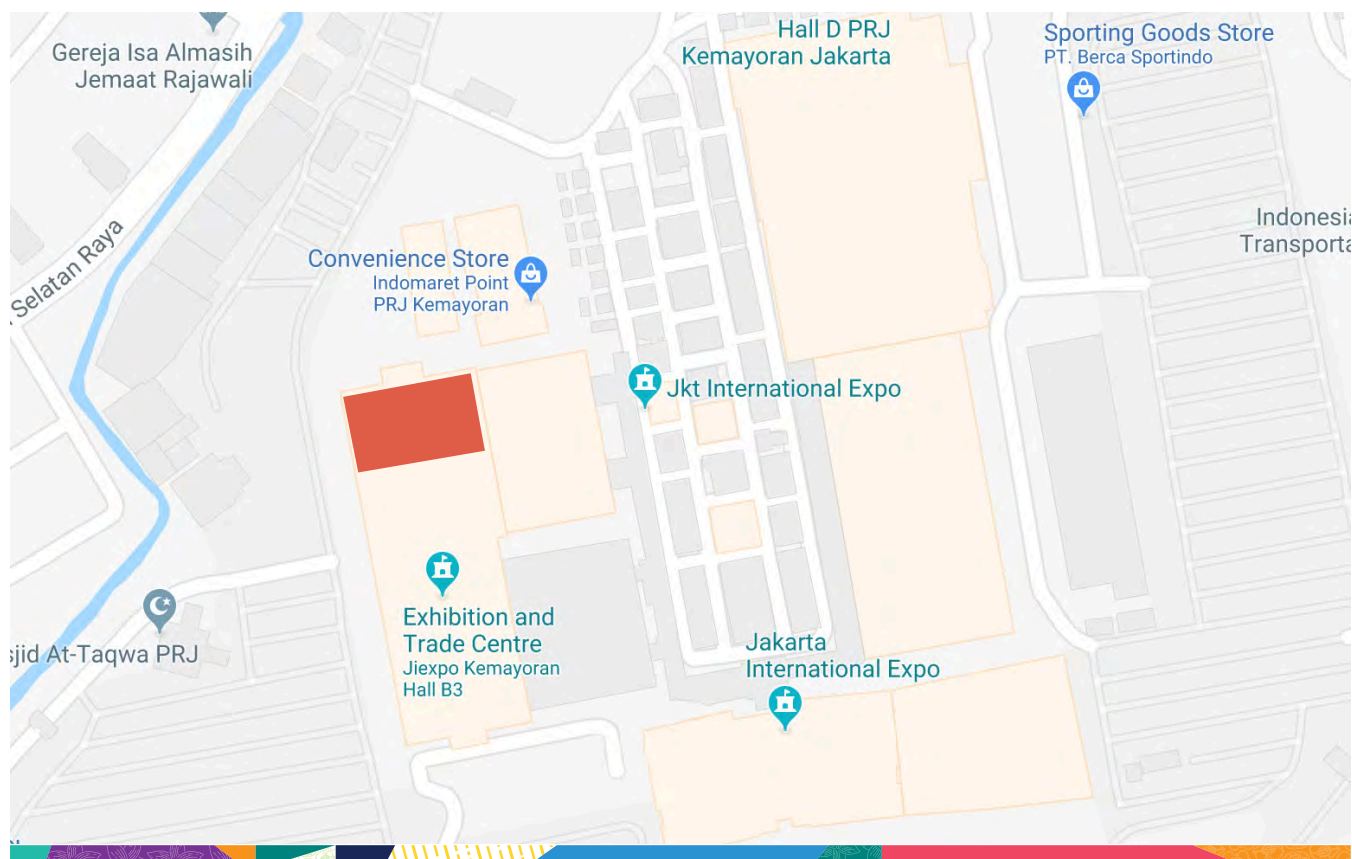 Hall D PRJ
Kemayoran Jakarta
Sporting Goods Store
PT. Berca Sportindo
Gereja Isa Almasih
Jemaat Rajawali
Selatan Raya
Indonesia
Transporta
Convenience Store
Indomaret Point
PRJ Kemayoran
Jkt International Expo
Exhibition and
Trade Centre
Jiexpo Kemayoran
Hall B3
sjid At-Taqwa PRJ
Jakarta
International Expo